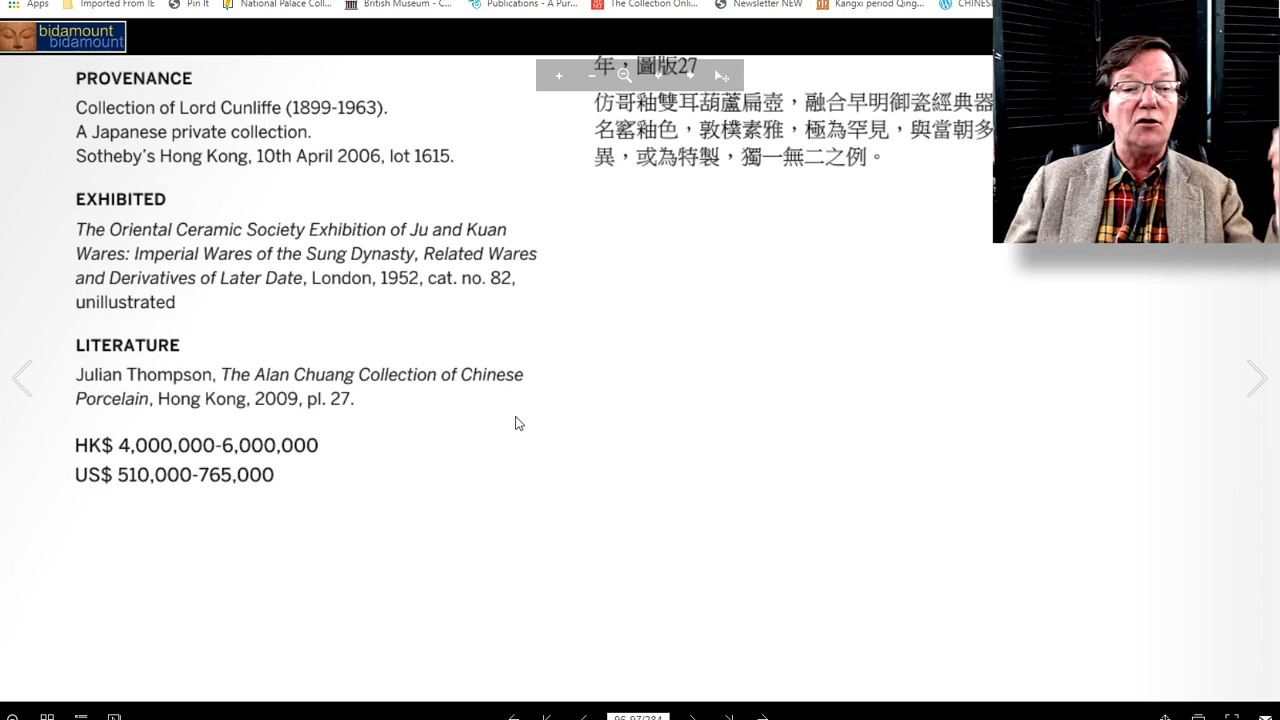 Apps
Imported From IE
Pin It
National Palace Coll...
British Museum - C...
Publications - A Pur...
The Collection Onli...
Newsletter NEW
Kangxi period Qing...
CHINES
bidamount
bidamount
PROVENANCE
Collection of Lord Cunliffe (1899-1963).
A Japanese private collection.
Sotheby's Hong Kong, 10th April 2006, lot 1615.
EXHIBITED
The Oriental Ceramic Society Exhibition of Ju and Kuan
Wares: Imperial Wares of the Sung Dynasty, Related Wares
and Derivatives of Later Date, London, 1952, cat. no. 82,
unillustrated
LITERATURE
Julian Thompson, The Alan Chuang Collection of Chinese
Porcelain, Hong Kong, 2009, pl. 27.
HK$ 4,000,000-6,000,000
US$ 510,000-765,000
年，圖版27
仿哥釉雙耳葫蘆扁壺，融合早明御瓷經典器
名窰釉色，敦樸素雅，極為罕見，與當朝多
異，或為特製，獨一無二之例。
96-97/284